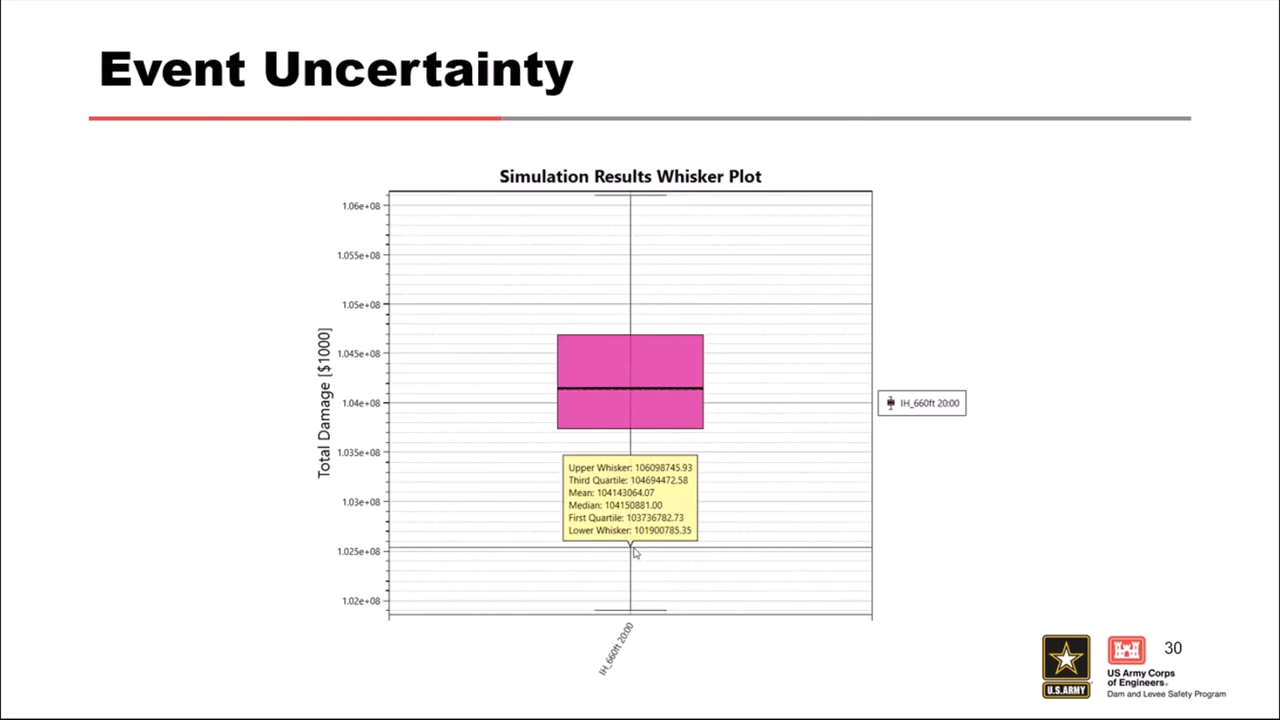 Event Uncertainty
Simulation Results Whisker Plot
Total Damage [$1000]
1.06e+08
1.055e+08
1.05e+08
1.045e+08
1.04e+08
1.035e+08
1.03e+08
1.025e+08
1.02e+08
IH_660ft 20:00
Upper Whisker: 106098745.93
Third Quartile: 104694472.58
Mean: 104143064.07
Median: 104150881.00
First Quartile: 103736782.73
Lower Whisker: 101900785.35
IH_660ft 20:00
U.S.ARMY
30
US Army Corps
of Engineers®
Dam and Levee Safety Program